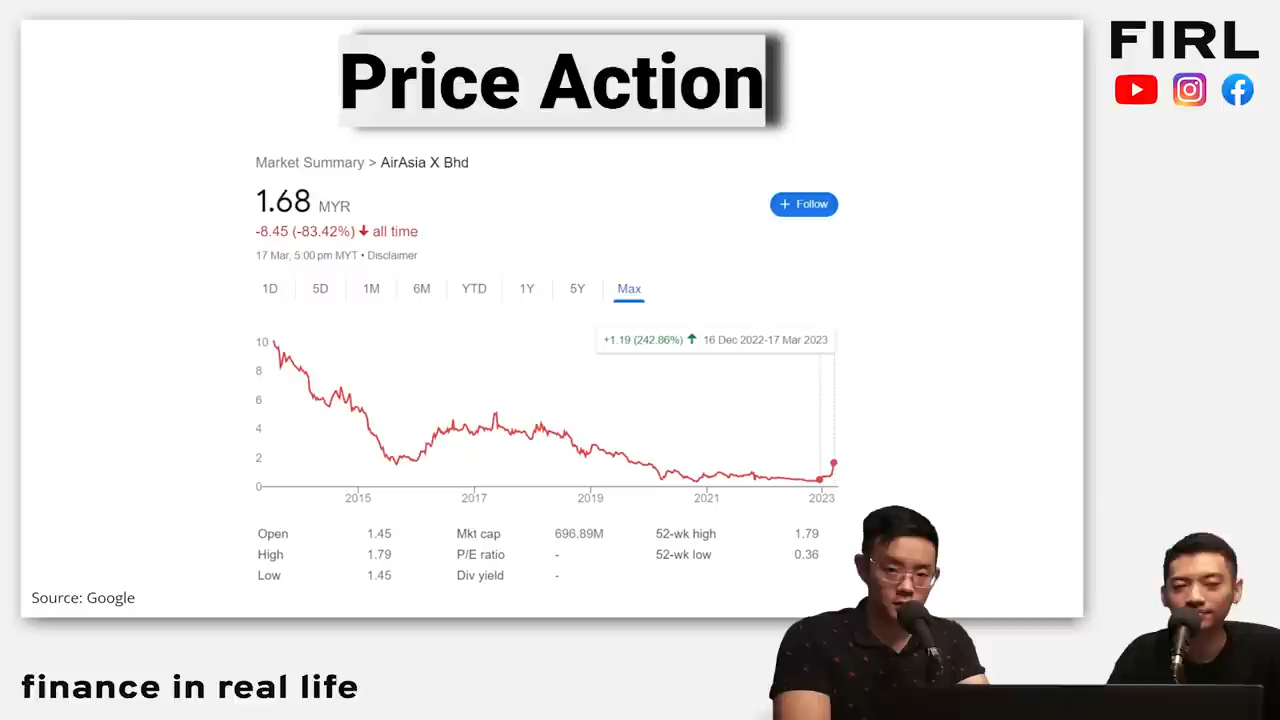 Price Action
FIRL
Market Summary > AirAsia X Bhd
1.68 MYR
+ Follow
-8.45 (-83.42%) ↓ all time
17 Mar, 5:00 pm MYT • Disclaimer
1D 5D 1M 6M YTD 1Y 5Y Max
+1.19 (242.86%) ↑ 16 Dec 2022-17 Mar 2023
10
8
6
4
2
0
2015 2017 2019 2021 2023
Open 1.45 Mkt cap 696.89M 52-wk high 1.79
High 1.79 P/E ratio - 52-wk low 0.36
Low 1.45 Div yield -
Source: Google
finance in real life